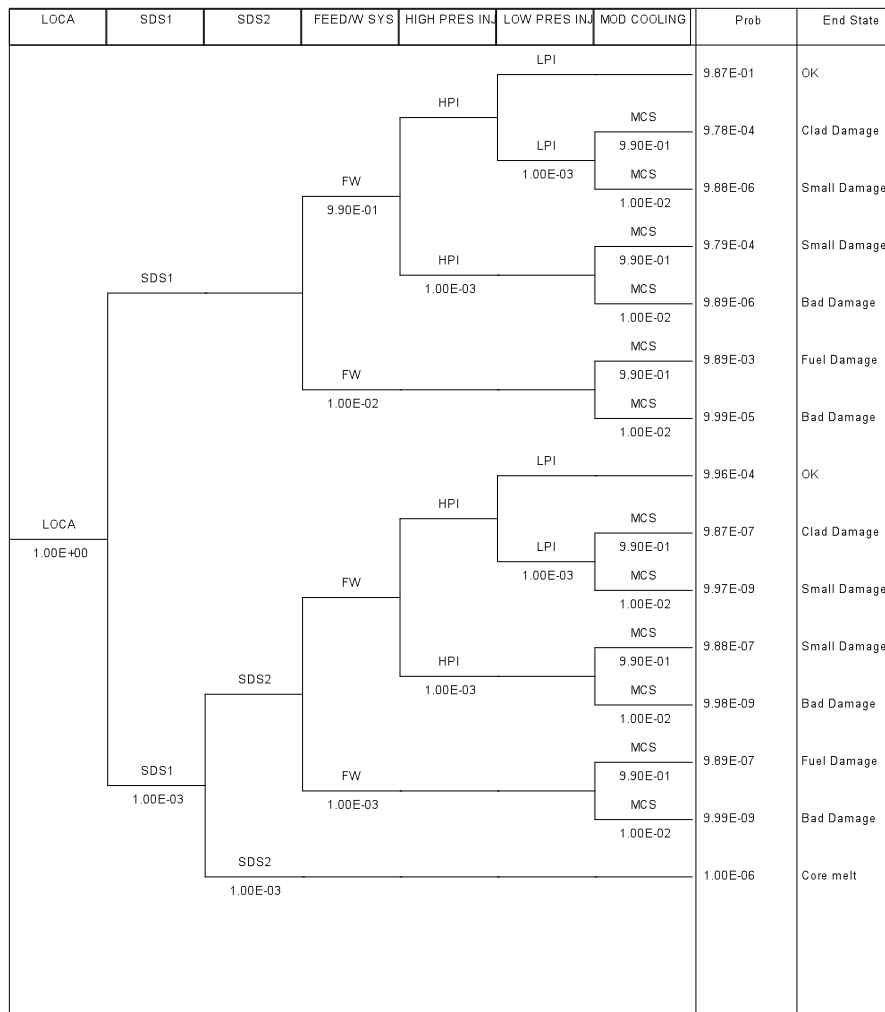 LOCA SDS1 SDS2 FEED/W SYS HIGH PRES INJ LOW PRES INJ MOD COOLING Prob End State
LPI
9.87E-01 OK
HPI
MCS
9.78E-04 Clad Damage
LPI 9.90E-01
1.00E-03 MCS
FW 9.88E-06 Small Damage
9.90E-01 1.00E-02
MCS
9.79E-04 Small Damage
HPI 9.90E-01
SDS1 1.00E-03 MCS
9.89E-06 Bad Damage
1.00E-02
MCS
9.89E-03 Fuel Damage
FW 9.90E-01
1.00E-02 MCS
9.99E-05 Bad Damage
1.00E-02
LPI
9.96E-04 OK
HPI
LOCA MCS
9.87E-07 Clad Damage
1.00E+00 LPI 9.90E-01
1.00E-03 MCS
FW 9.97E-09 Small Damage
1.00E-02
MCS
9.88E-07 Small Damage
HPI 9.90E-01
SDS2 1.00E-03 MCS
9.98E-09 Bad Damage
1.00E-02
MCS
9.89E-07 Fuel Damage
SDS1 FW 9.90E-01
1.00E-03 1.00E-03 MCS
9.99E-09 Bad Damage
1.00E-02
SDS2
1.00E-06 Core melt
1.00E-03